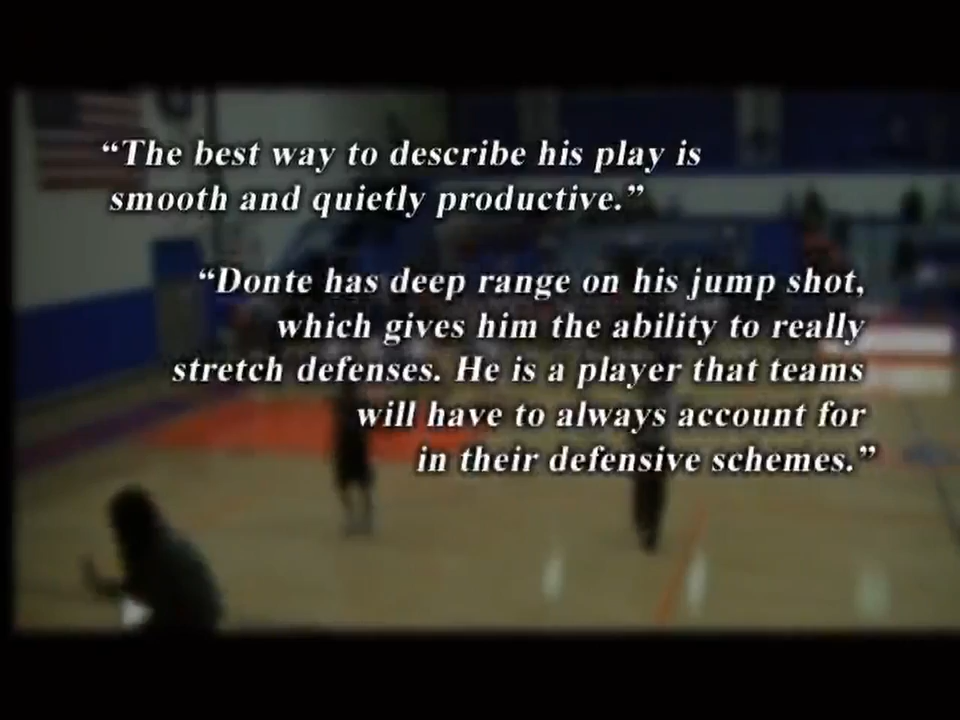 “The best way to describe his play is
smooth and quietly productive.”
“Donte has deep range on his jump shot,
which gives him the ability to really
stretch defenses. He is a player that teams
will have to always account for
in their defensive schemes.”